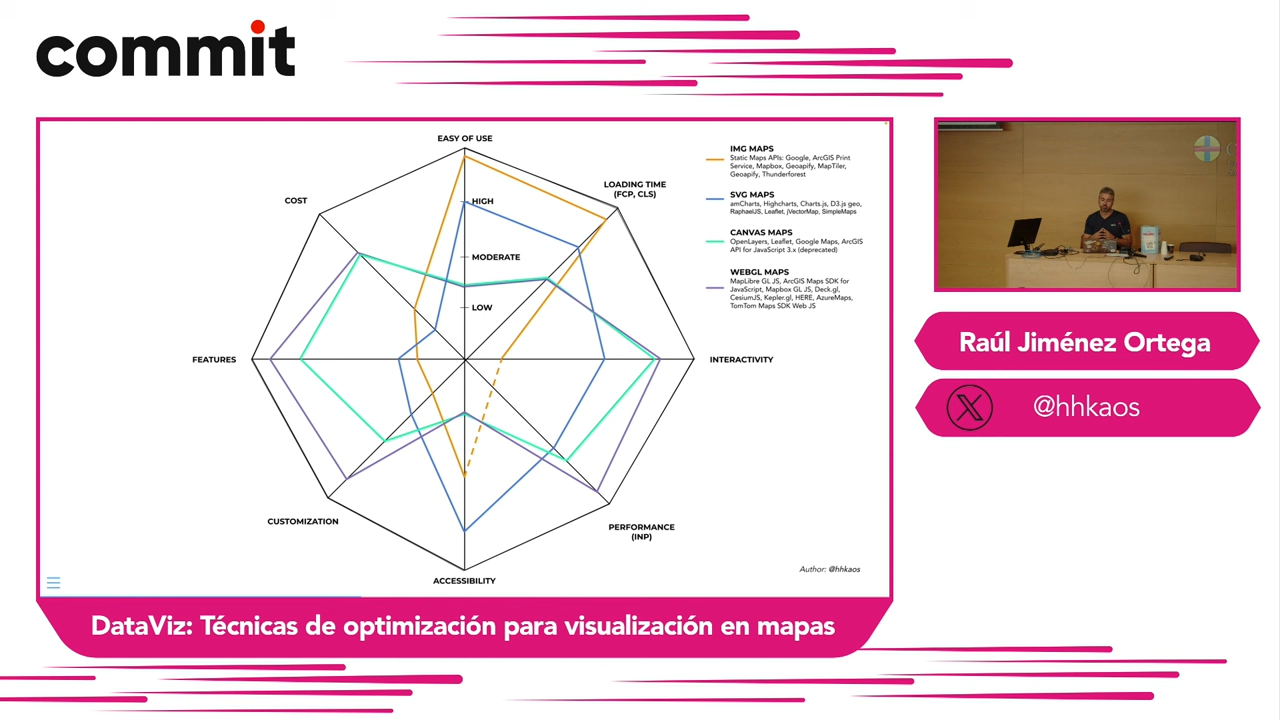 commit
EASY OF USE
LOADING TIME
(FCP, CLS)
COST
HIGH
MODERATE
LOW
FEATURES
INTERACTIVITY
CUSTOMIZATION
PERFORMANCE
(INP)
ACCESSIBILITY
IMG MAPS
Static Maps APIs: Google, ArcGIS Print
Service, Mapbox, Geoapify, MapTiler,
Geoapify, Thunderforest
SVG MAPS
amCharts, Highcharts, Charts.js, D3.js geo,
RaphaelJS, Leaflet, jVectorMap, SimpleMaps
CANVAS MAPS
OpenLayers, Leaflet, Google Maps, ArcGIS
API for JavaScript 3.x (deprecated)
WEBGL MAPS
MapLibre GL JS, ArcGIS Maps SDK for
JavaScript, Mapbox GL JS, Deck.gl,
CesiumJS, Kepler.gl, HERE, AzureMaps,
TomTom Maps SDK Web JS
Author: @hhkaos
Raúl Jiménez Ortega
@hhkaos
DataViz: Técnicas de optimización para visualización en mapas